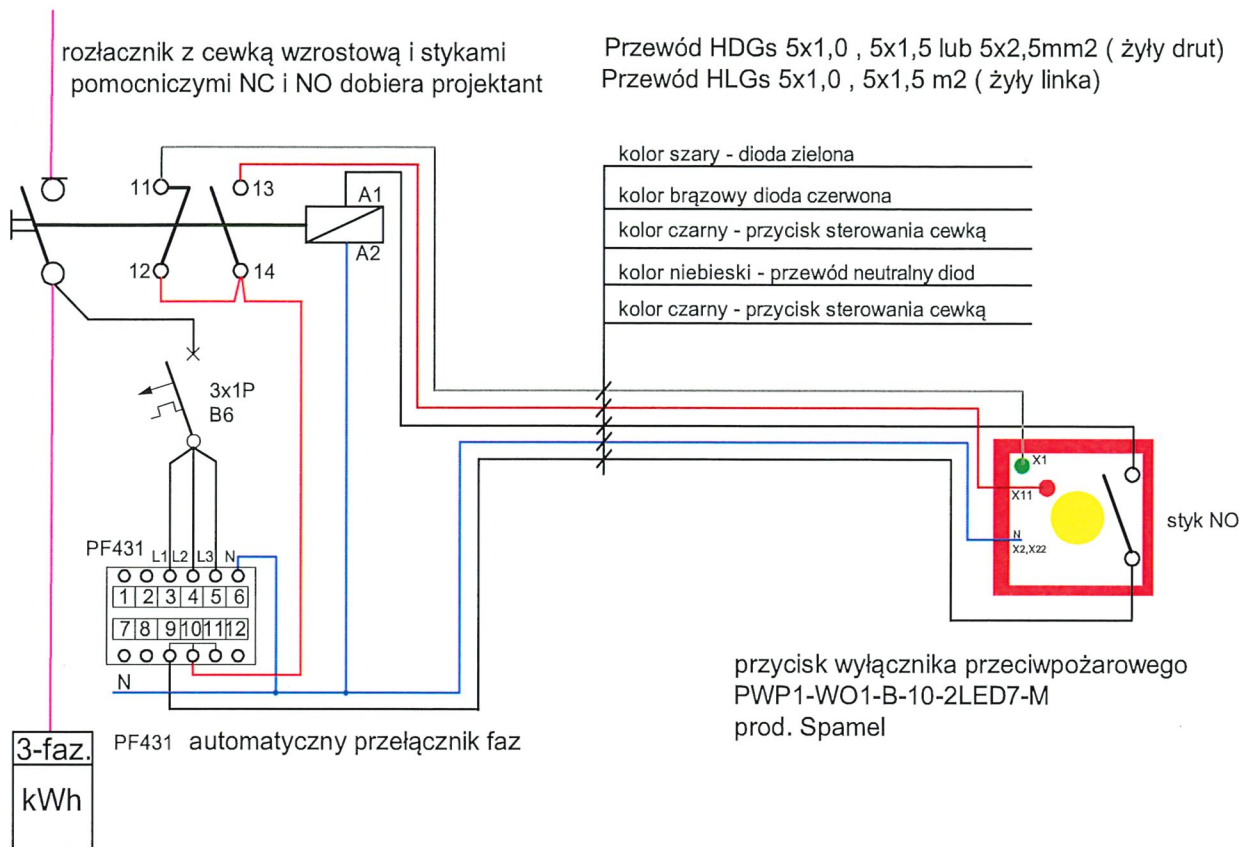 rozłacznik z cewką wzrostową i stykami
pomocniczymi NC i NO dobiera projektant
Przewód HDGs 5x1,0 , 5x1,5 lub 5x2,5mm2 ( żyły drut)
Przewód HLGs 5x1,0 , 5x1,5 m2 ( żyły linka)
kolor szary - dioda zielona
kolor brązowy dioda czerwona
kolor czarny - przycisk sterowania cewką
kolor niebieski - przewód neutralny diod
kolor czarny - przycisk sterowania cewką
11 13 A1
12 14 A2
3x1P
B6
X1
X11
N
X2,X22
styk NO
PF431 L1 L2 L3 N
1 2 3 4 5 6
7 8 9 10 11 12
N
przycisk wyłącznika przeciwpożarowego
PWP1-WO1-B-10-2LED7-M
prod. Spamel
PF431 automatyczny przełącznik faz
3-faz.
kWh